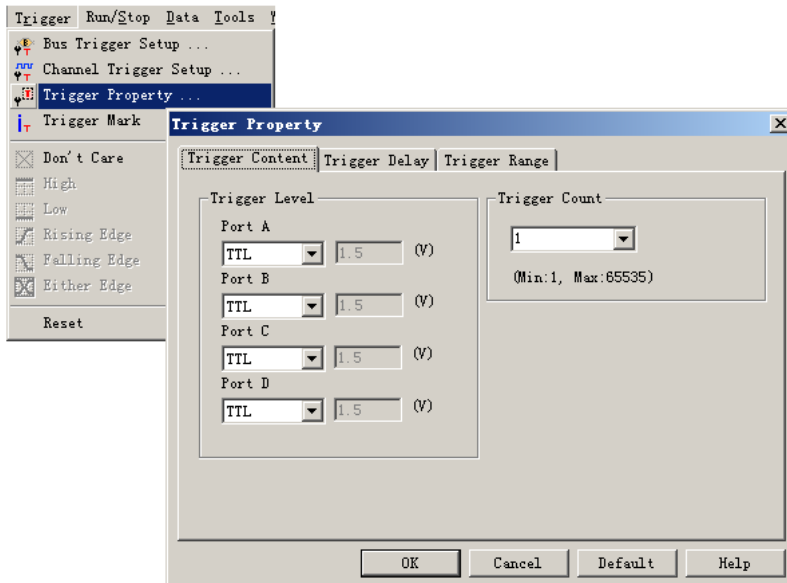 Trigger Run/Stop Data Tools
Bus Trigger Setup ...
Channel Trigger Setup ...
Trigger Property ...
Trigger Mark
Don't Care
High
Low
Rising Edge
Falling Edge
Either Edge
Reset
Trigger Property
Trigger Content Trigger Delay Trigger Range
Trigger Level
Port A
TTL 1.5 (V)
Port B
TTL 1.5 (V)
Port C
TTL 1.5 (V)
Port D
TTL 1.5 (V)
Trigger Count
1
(Min:1, Max:65535)
OK Cancel Default Help